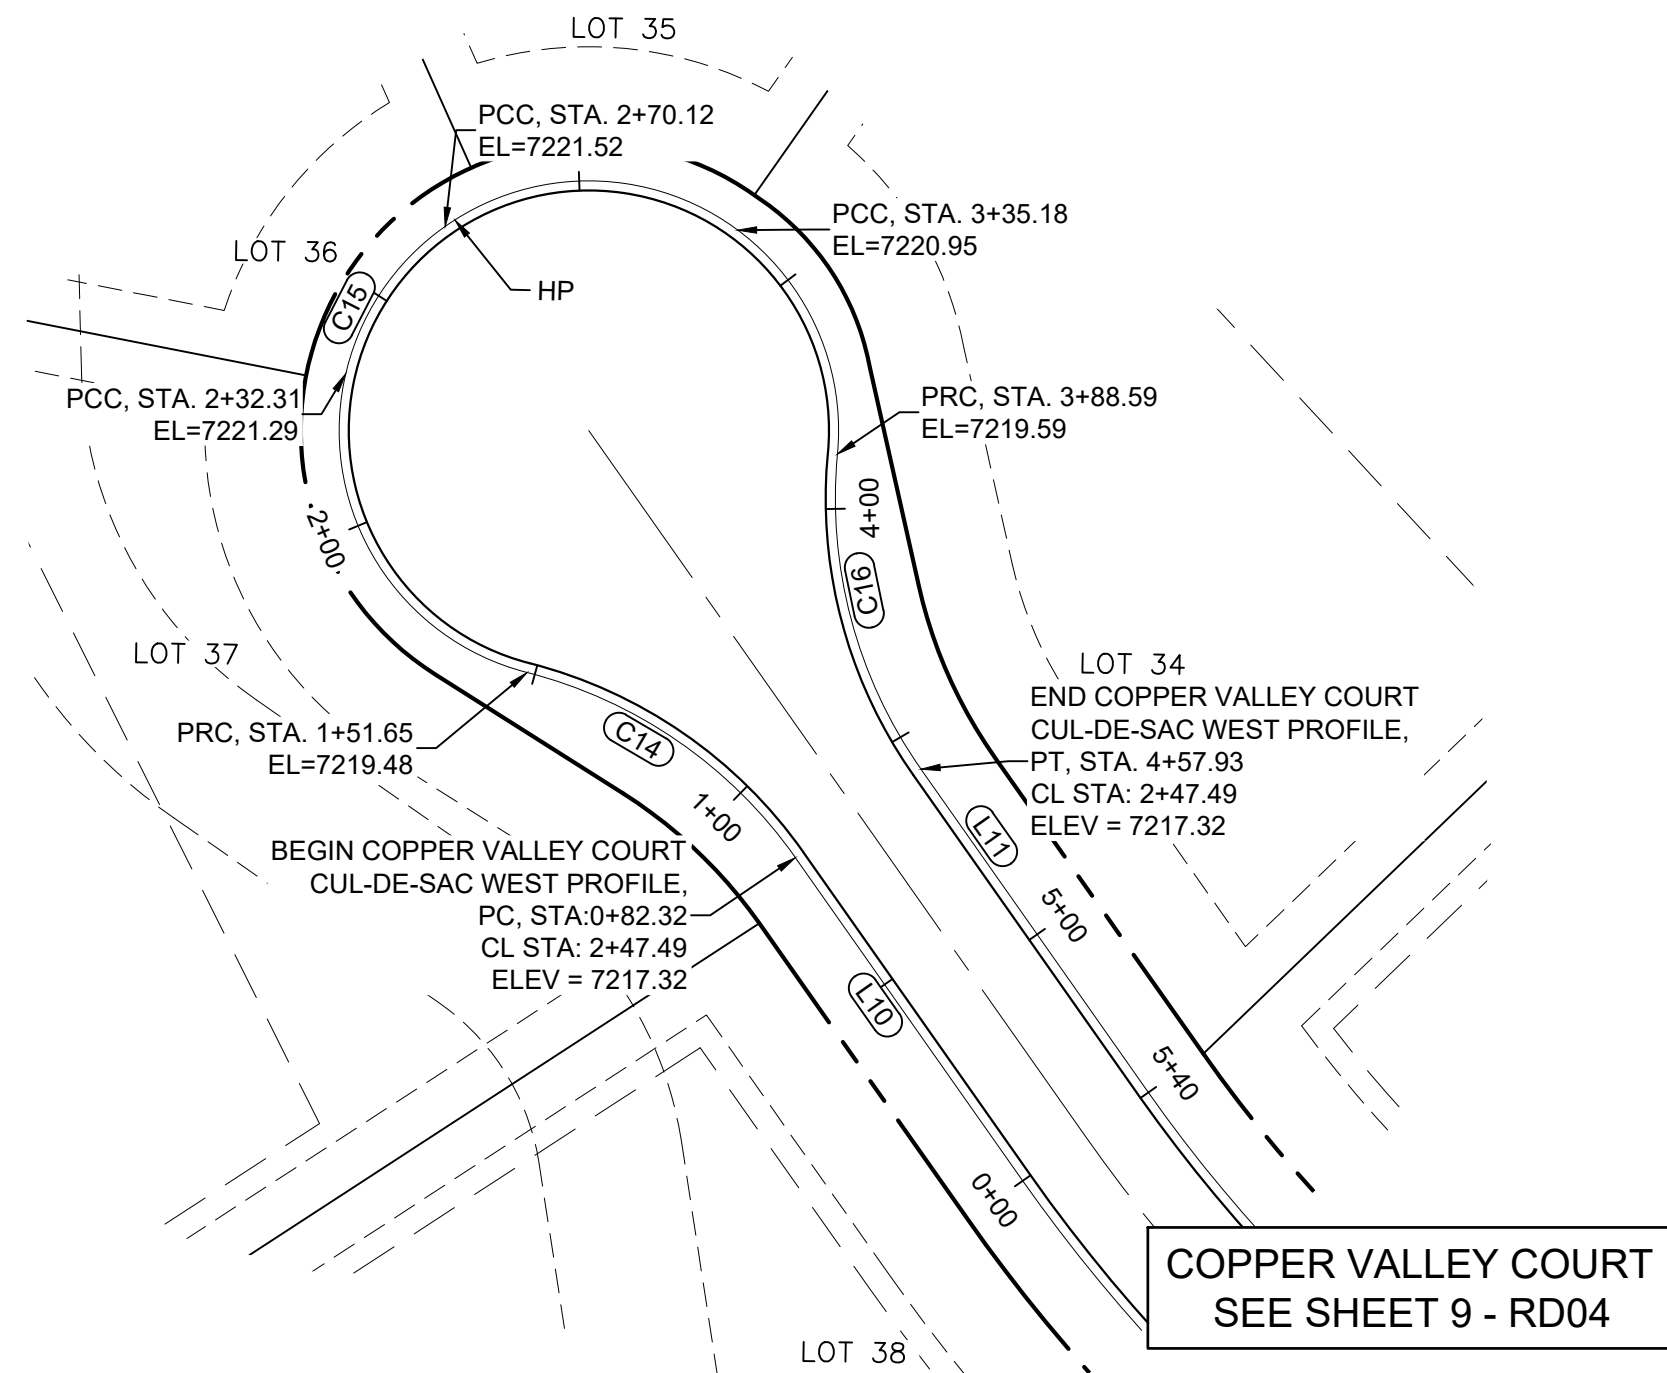 LOT 35
PCC, STA. 2+70.12
EL=7221.52
PCC, STA. 3+35.18
EL=7220.95
LOT 36
HP
C15
PCC, STA. 2+32.31
EL=7221.29
PRC, STA. 3+88.59
EL=7219.59
4+00
2+00
C16
LOT 37
LOT 34
END COPPER VALLEY COURT
CUL-DE-SAC WEST PROFILE,
PT, STA. 4+57.93
CL STA: 2+47.49
ELEV = 7217.32
PRC, STA. 1+51.65
EL=7219.48
C14
1+00
L11
BEGIN COPPER VALLEY COURT
CUL-DE-SAC WEST PROFILE,
PC, STA:0+82.32
CL STA: 2+47.49
ELEV = 7217.32
5+00
L10
5+40
0+00
COPPER VALLEY COURT
SEE SHEET 9 - RD04
LOT 38